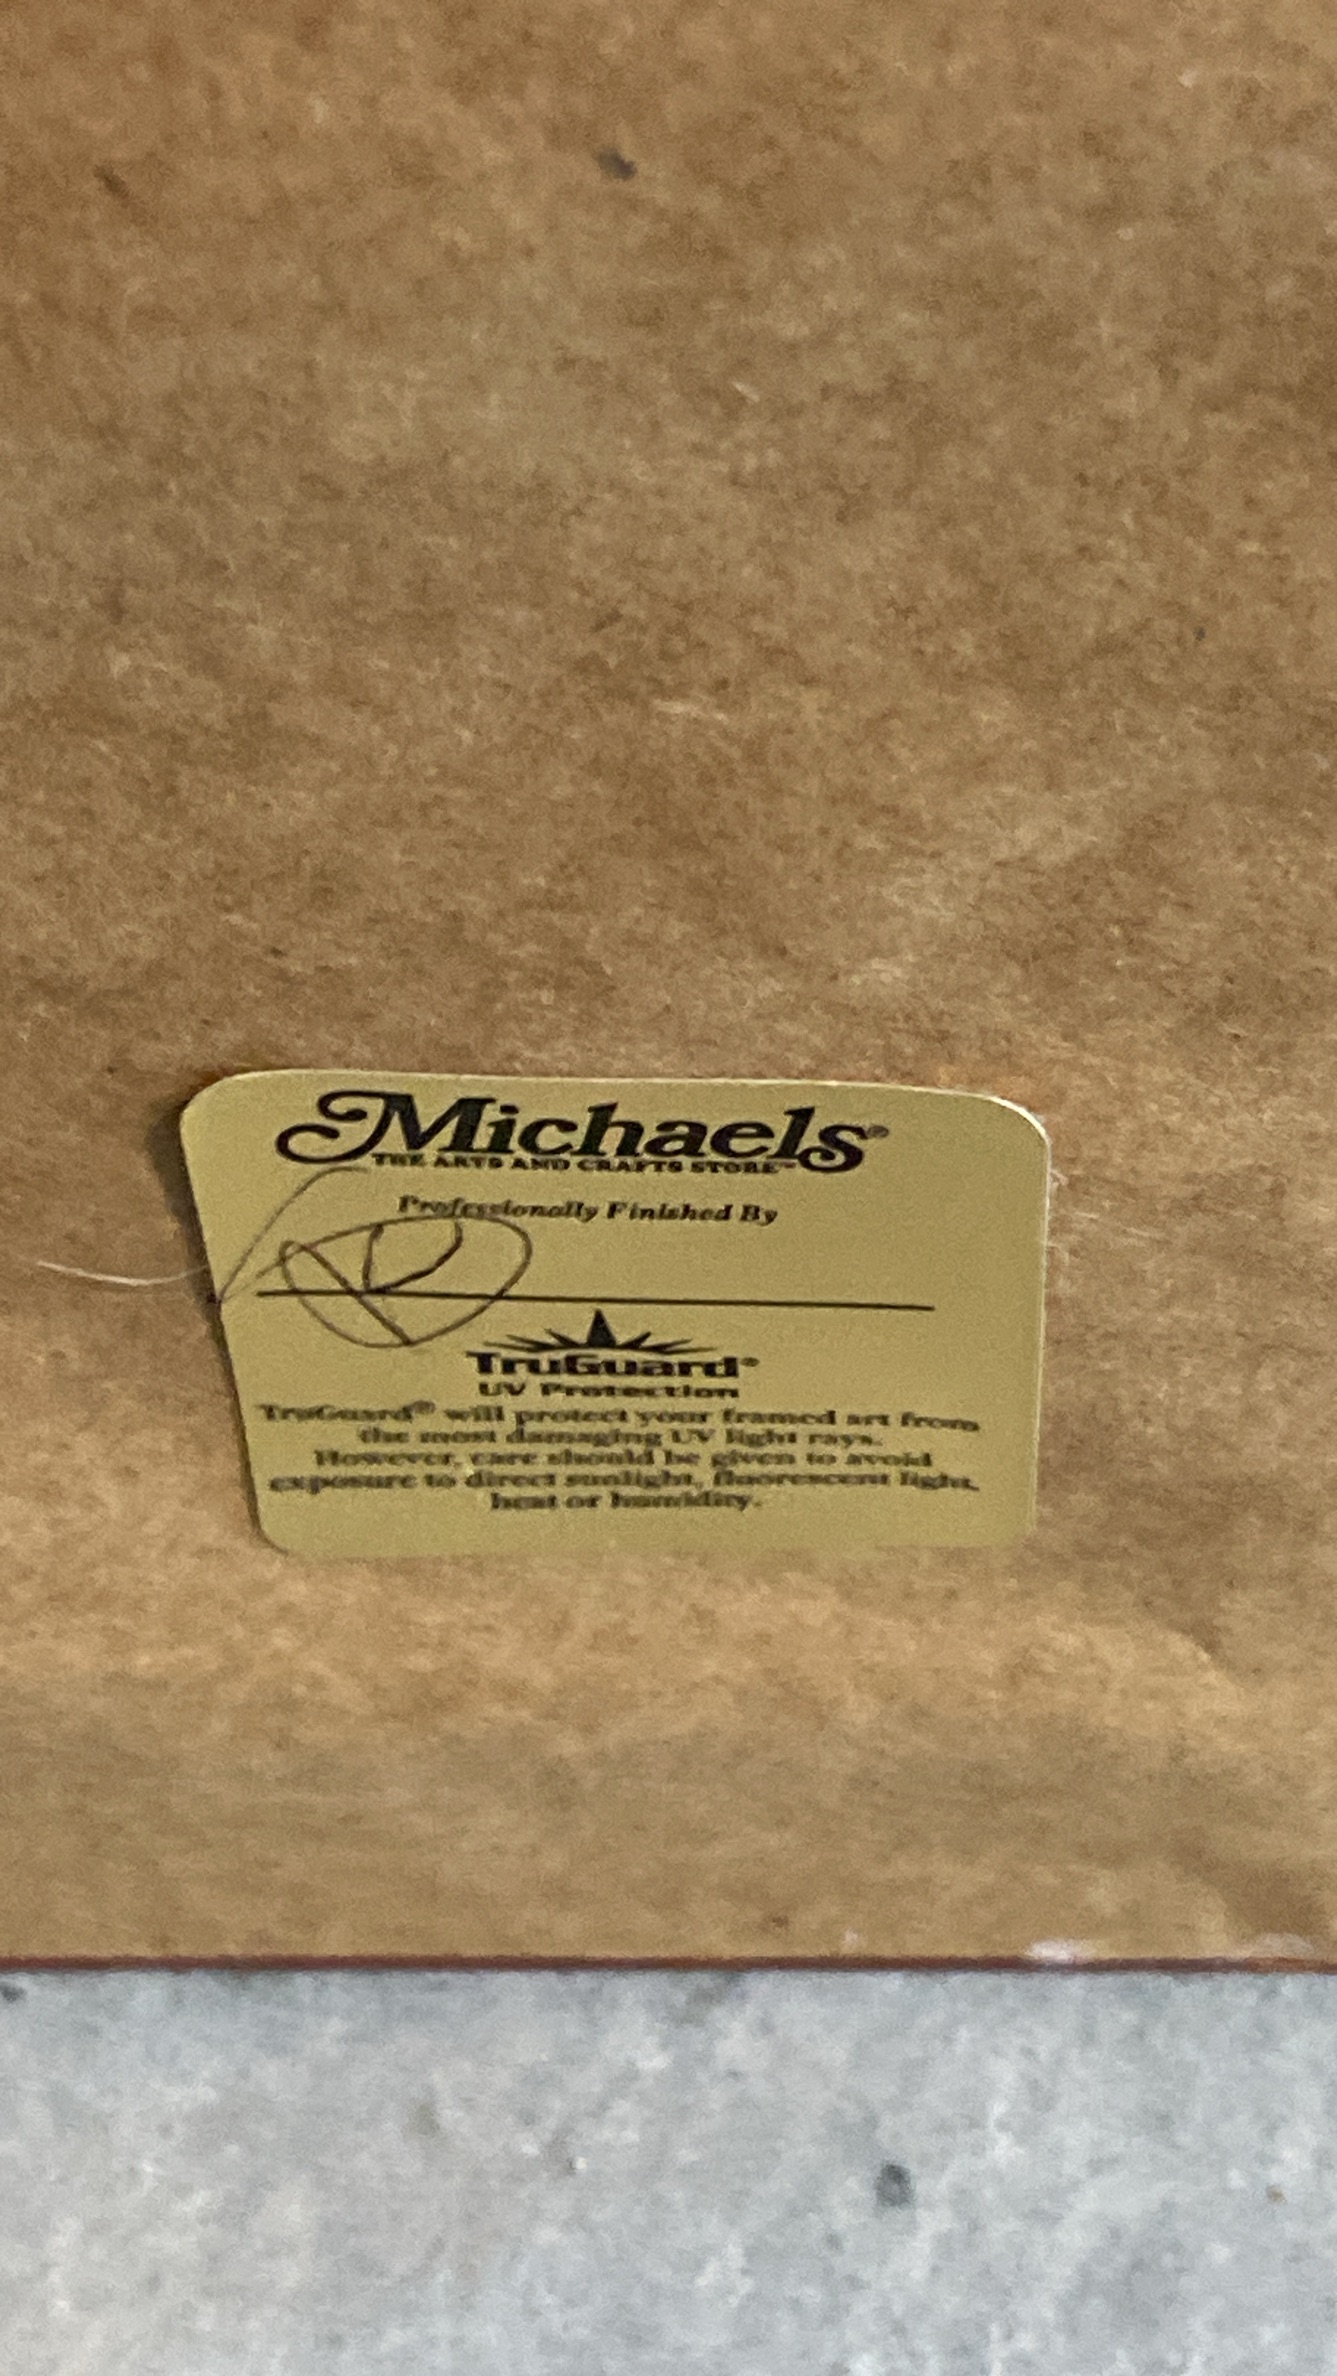 Michaels®
THE ARTS AND CRAFTS STORE™
Professionally Finished By
TruGuard®
UV Protection
TruGuard® will protect your framed art from
the most damaging UV light rays.
However, care should be given to avoid
exposure to direct sunlight, fluorescent light,
heat or humidity.